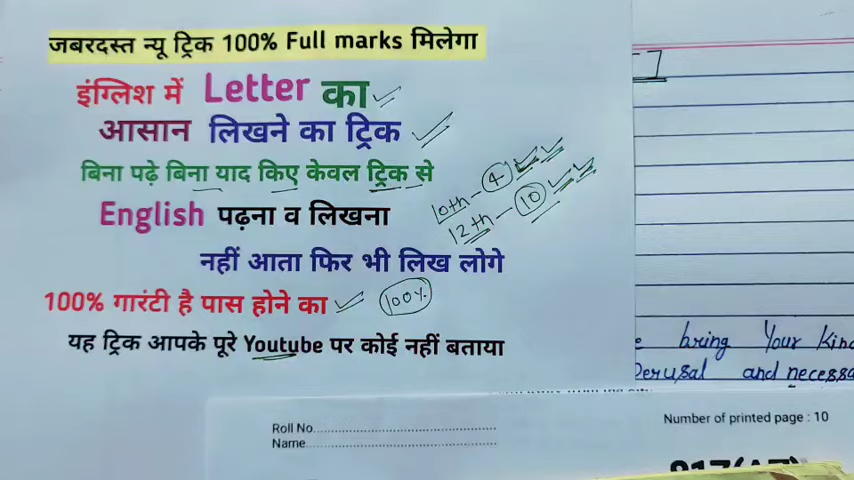 जबरदस्त न्यू ट्रिक 100% Full marks मिलेगा
इंग्लिश में Letter का
आसान लिखने का ट्रिक
बिना पढ़े बिना याद किए केवल ट्रिक से
10th - 4
12th - 10
English पढ़ना व लिखना
नहीं आता फिर भी लिख लोगे
100% गारंटी है पास होने का 100%
यह ट्रिक आपके पूरे Youtube पर कोई नहीं बताया
bring Your Kind
Perusal and necessa
Roll No
Name
Number of printed page : 10